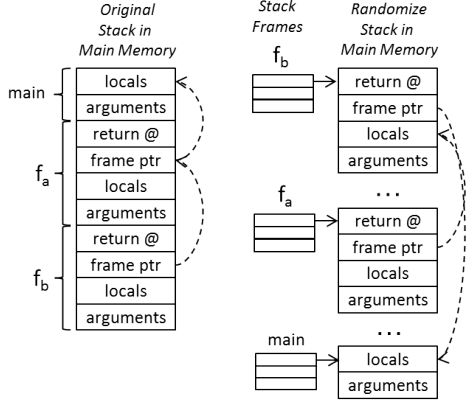 Original
Stack in
Main Memory
main
locals
arguments
fa
return @
frame ptr
locals
arguments
fb
return @
frame ptr
locals
arguments
Stack
Frames
Randomize
Stack in
Main Memory
fb
return @
frame ptr
locals
arguments
...
fa
return @
frame ptr
locals
arguments
...
main
locals
arguments